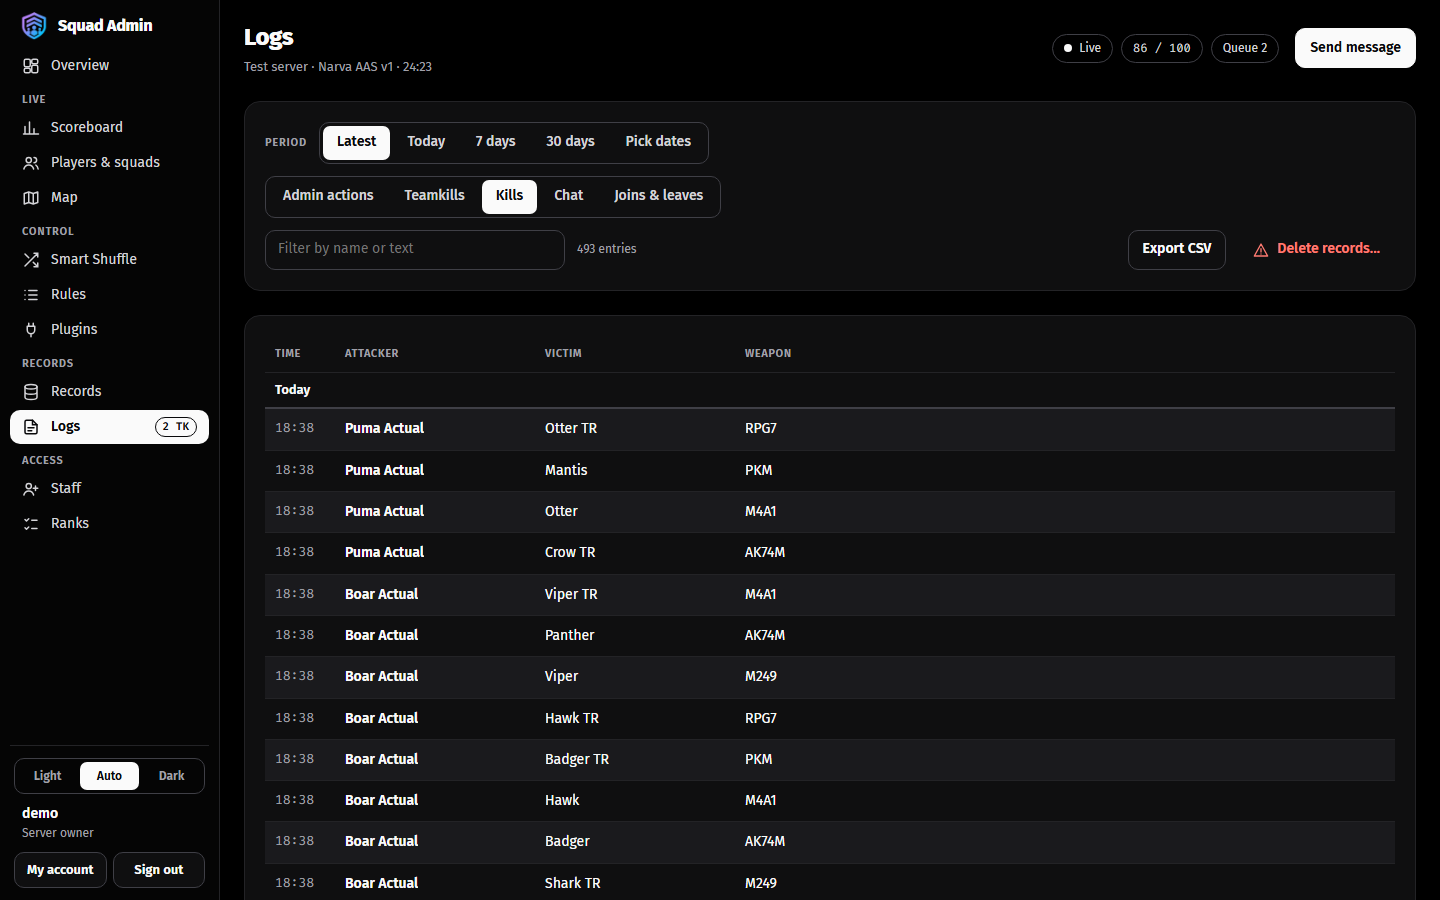 Squad Admin
Overview
LIVE
Scoreboard
Players & squads
Map
CONTROL
Smart Shuffle
Rules
Plugins
RECORDS
Records
Logs 2 TK
ACCESS
Staff
Ranks
Light Auto Dark
demo
Server owner
My account Sign out
Logs
Test server · Narva AAS v1 · 24:23
Live 86 / 100 Queue 2 Send message
PERIOD Latest Today 7 days 30 days Pick dates
Admin actions Teamkills Kills Chat Joins & leaves
Filter by name or text 493 entries Export CSV Delete records...
TIME ATTACKER VICTIM WEAPON
Today
18:38 Puma Actual Otter TR RPG7
18:38 Puma Actual Mantis PKM
18:38 Puma Actual Otter M4A1
18:38 Puma Actual Crow TR AK74M
18:38 Boar Actual Viper TR M4A1
18:38 Boar Actual Panther AK74M
18:38 Boar Actual Viper M249
18:38 Boar Actual Hawk TR RPG7
18:38 Boar Actual Badger TR PKM
18:38 Boar Actual Hawk M4A1
18:38 Boar Actual Badger AK74M
18:38 Boar Actual Shark TR M249